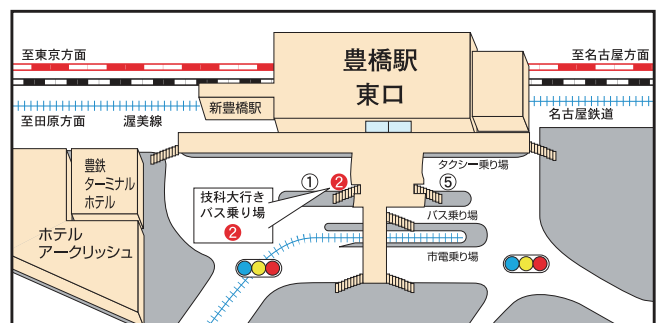 至東京方面
豊橋駅
東口
至名古屋方面
新豊橋駅
至田原方面
渥美線
名古屋鉄道
豊鉄
ターミナル
ホテル
タクシー乗り場
①
❷
⑤
技科大行き
バス乗り場
❷
バス乗り場
ホテル
アークリッシュ
市電乗り場